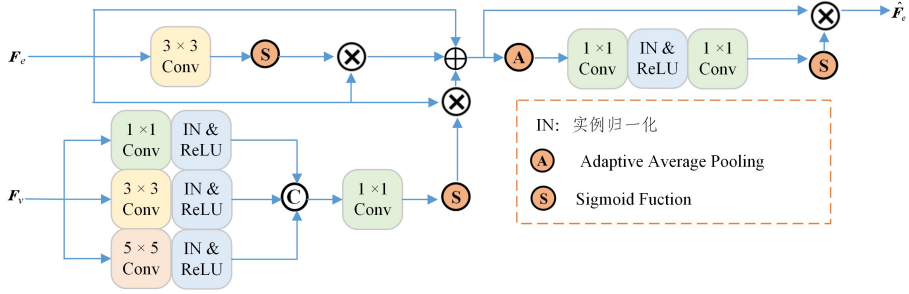 F_e
3 × 3
Conv
S
1 ×1
Conv
IN &
ReLU
1 ×1
Conv
A
S
F̂_e
F_v
1 ×1
Conv
IN &
ReLU
3 × 3
Conv
IN &
ReLU
5 × 5
Conv
IN &
ReLU
C
1 ×1
Conv
S
IN: 实例归一化
A Adaptive Average Pooling
S Sigmoid Fuction